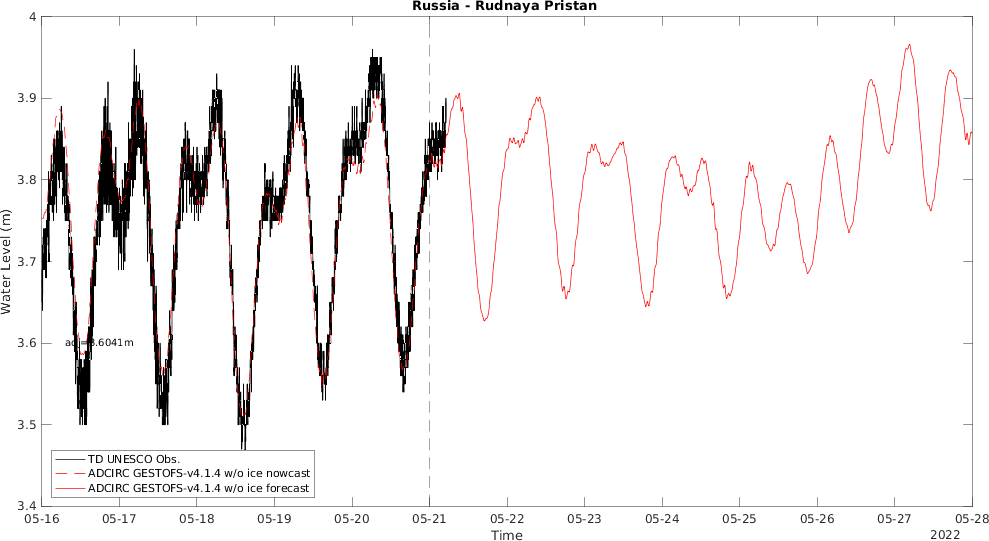 Russia - Rudnaya Pristan
4
3.9
3.8
3.7
3.6
3.5
3.4
Water Level (m)
adj=3.6041m
TD UNESCO Obs.
ADCIRC GESTOFS-v4.1.4 w/o ice nowcast
ADCIRC GESTOFS-v4.1.4 w/o ice forecast
05-16 05-17 05-18 05-19 05-20 05-21 05-22 05-23 05-24 05-25 05-26 05-27 05-28
Time
2022